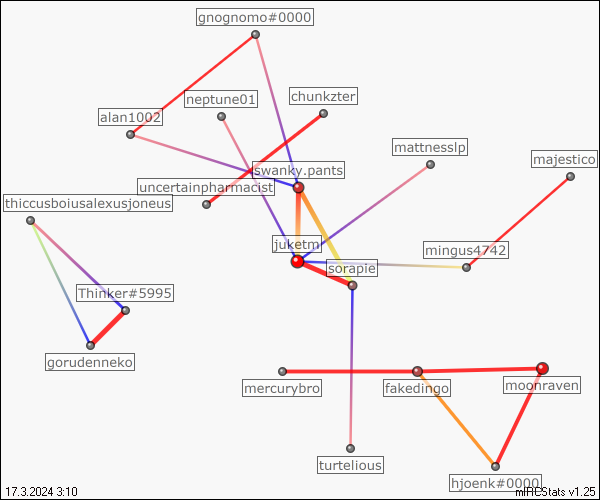 gnognomo#0000
neptune01
chunkzter
alan1002
mattnesslp
majestico
swanky.pants
uncertainpharmacist
thiccusboiusalexusjoneus
juketm
mingus4742
sorapie
Thinker#5995
gorudenneko
mercurybro
fakedingo
moonraven
turtelious
hjoenk#0000
17.3.2024 3:10
mIRCStats v1.25